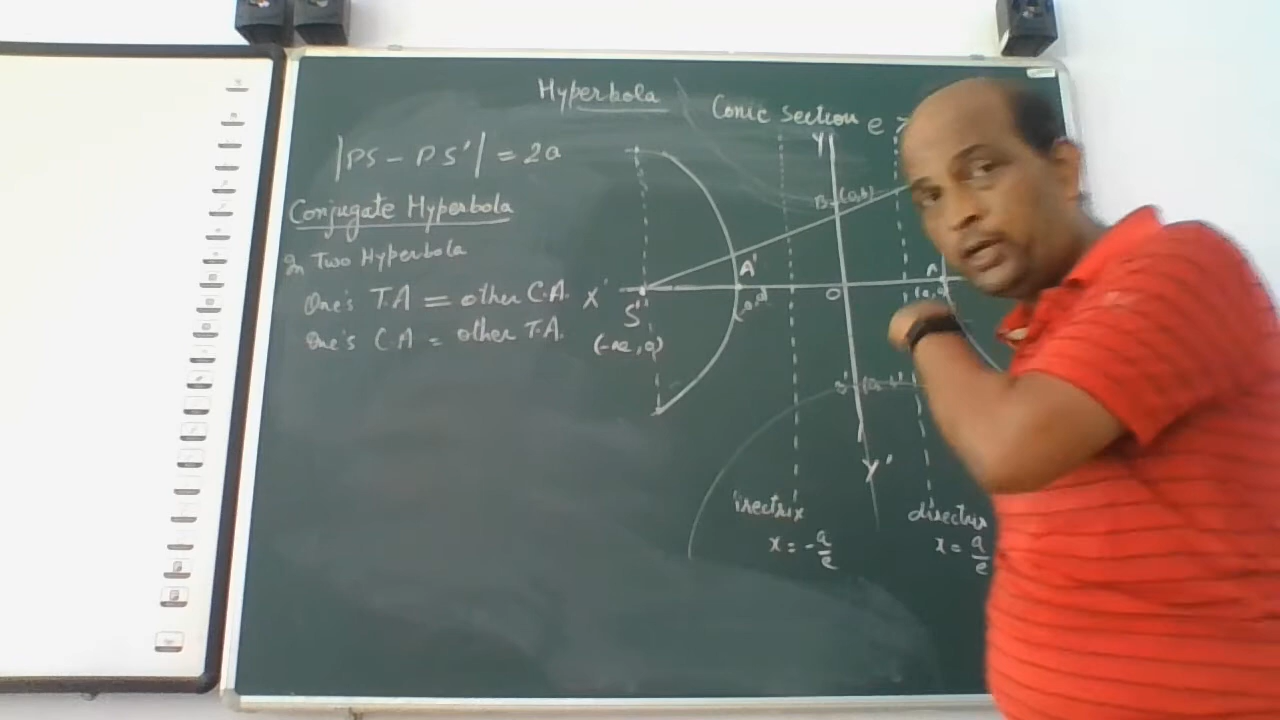 Hyperbola
Conic section e >
|PS - PS'| = 2a
Conjugate Hyperbola
In Two Hyperbola
One's T.A = other C.A.
One's C.A = other T.A.
Y
B (0,b)
A'
X'
S'
(-ae, 0)
O
A
B'
Y'
irectrix
x = -a/e
directrix
x = a/e